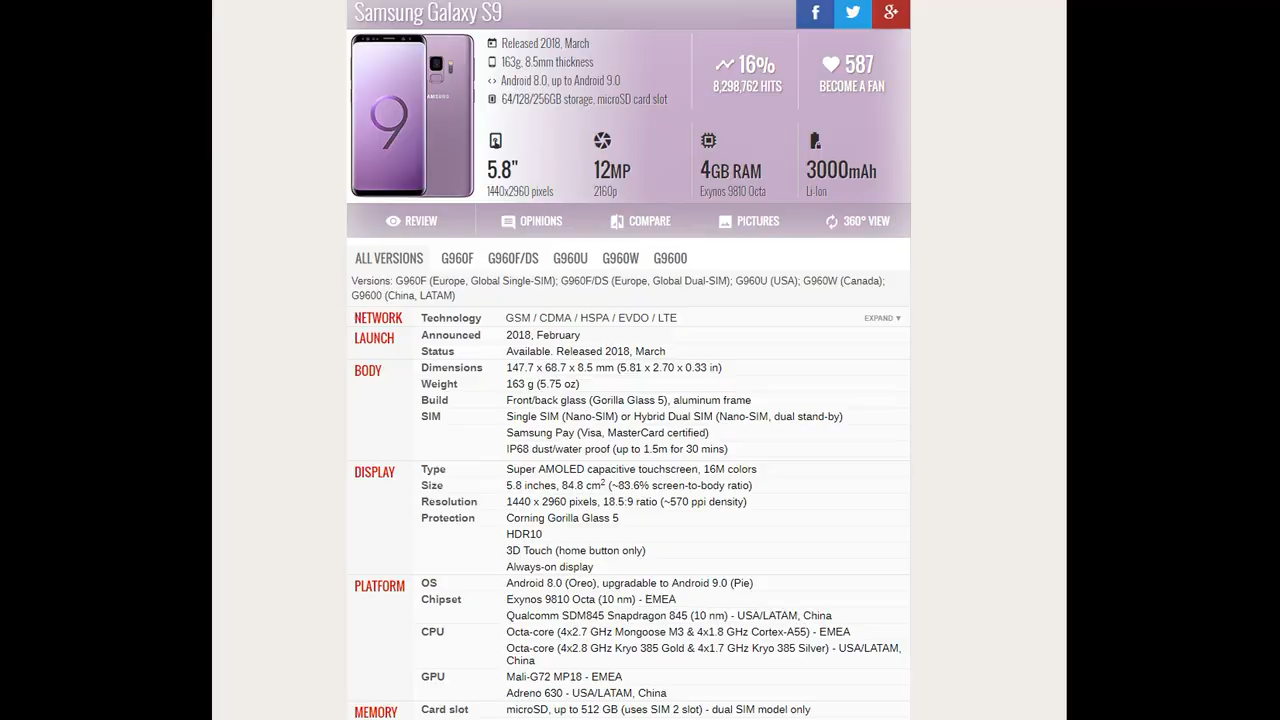 Samsung Galaxy S9
f
g+
9
SAMSUNG
Released 2018, March
163g, 8.5mm thickness
Android 8.0, up to Android 9.0
64/128/256GB storage, microSD card slot
16%
8,298,762 HITS
587
BECOME A FAN
5.8"
1440x2960 pixels
12MP
2160p
4GB RAM
Exynos 9810 Octa
3000mAh
Li-Ion
REVIEW OPINIONS COMPARE PICTURES 360° VIEW
ALL VERSIONS G960F G960F/DS G960U G960W G9600
Versions: G960F (Europe, Global Single-SIM); G960F/DS (Europe, Global Dual-SIM); G960U (USA); G960W (Canada);
G9600 (China, LATAM)
NETWORK Technology GSM / CDMA / HSPA / EVDO / LTE EXPAND ▼
LAUNCH Announced 2018, February
Status Available. Released 2018, March
BODY Dimensions 147.7 x 68.7 x 8.5 mm (5.81 x 2.70 x 0.33 in)
Weight 163 g (5.75 oz)
Build Front/back glass (Gorilla Glass 5), aluminum frame
SIM Single SIM (Nano-SIM) or Hybrid Dual SIM (Nano-SIM, dual stand-by)
Samsung Pay (Visa, MasterCard certified)
IP68 dust/water proof (up to 1.5m for 30 mins)
DISPLAY Type Super AMOLED capacitive touchscreen, 16M colors
Size 5.8 inches, 84.8 cm² (~83.6% screen-to-body ratio)
Resolution 1440 x 2960 pixels, 18.5:9 ratio (~570 ppi density)
Protection Corning Gorilla Glass 5
HDR10
3D Touch (home button only)
Always-on display
PLATFORM OS Android 8.0 (Oreo), upgradable to Android 9.0 (Pie)
Chipset Exynos 9810 Octa (10 nm) - EMEA
Qualcomm SDM845 Snapdragon 845 (10 nm) - USA/LATAM, China
CPU Octa-core (4x2.7 GHz Mongoose M3 & 4x1.8 GHz Cortex-A55) - EMEA
Octa-core (4x2.8 GHz Kryo 385 Gold & 4x1.7 GHz Kryo 385 Silver) - USA/LATAM,
China
GPU Mali-G72 MP18 - EMEA
Adreno 630 - USA/LATAM, China
MEMORY Card slot microSD, up to 512 GB (uses SIM 2 slot) - dual SIM model only